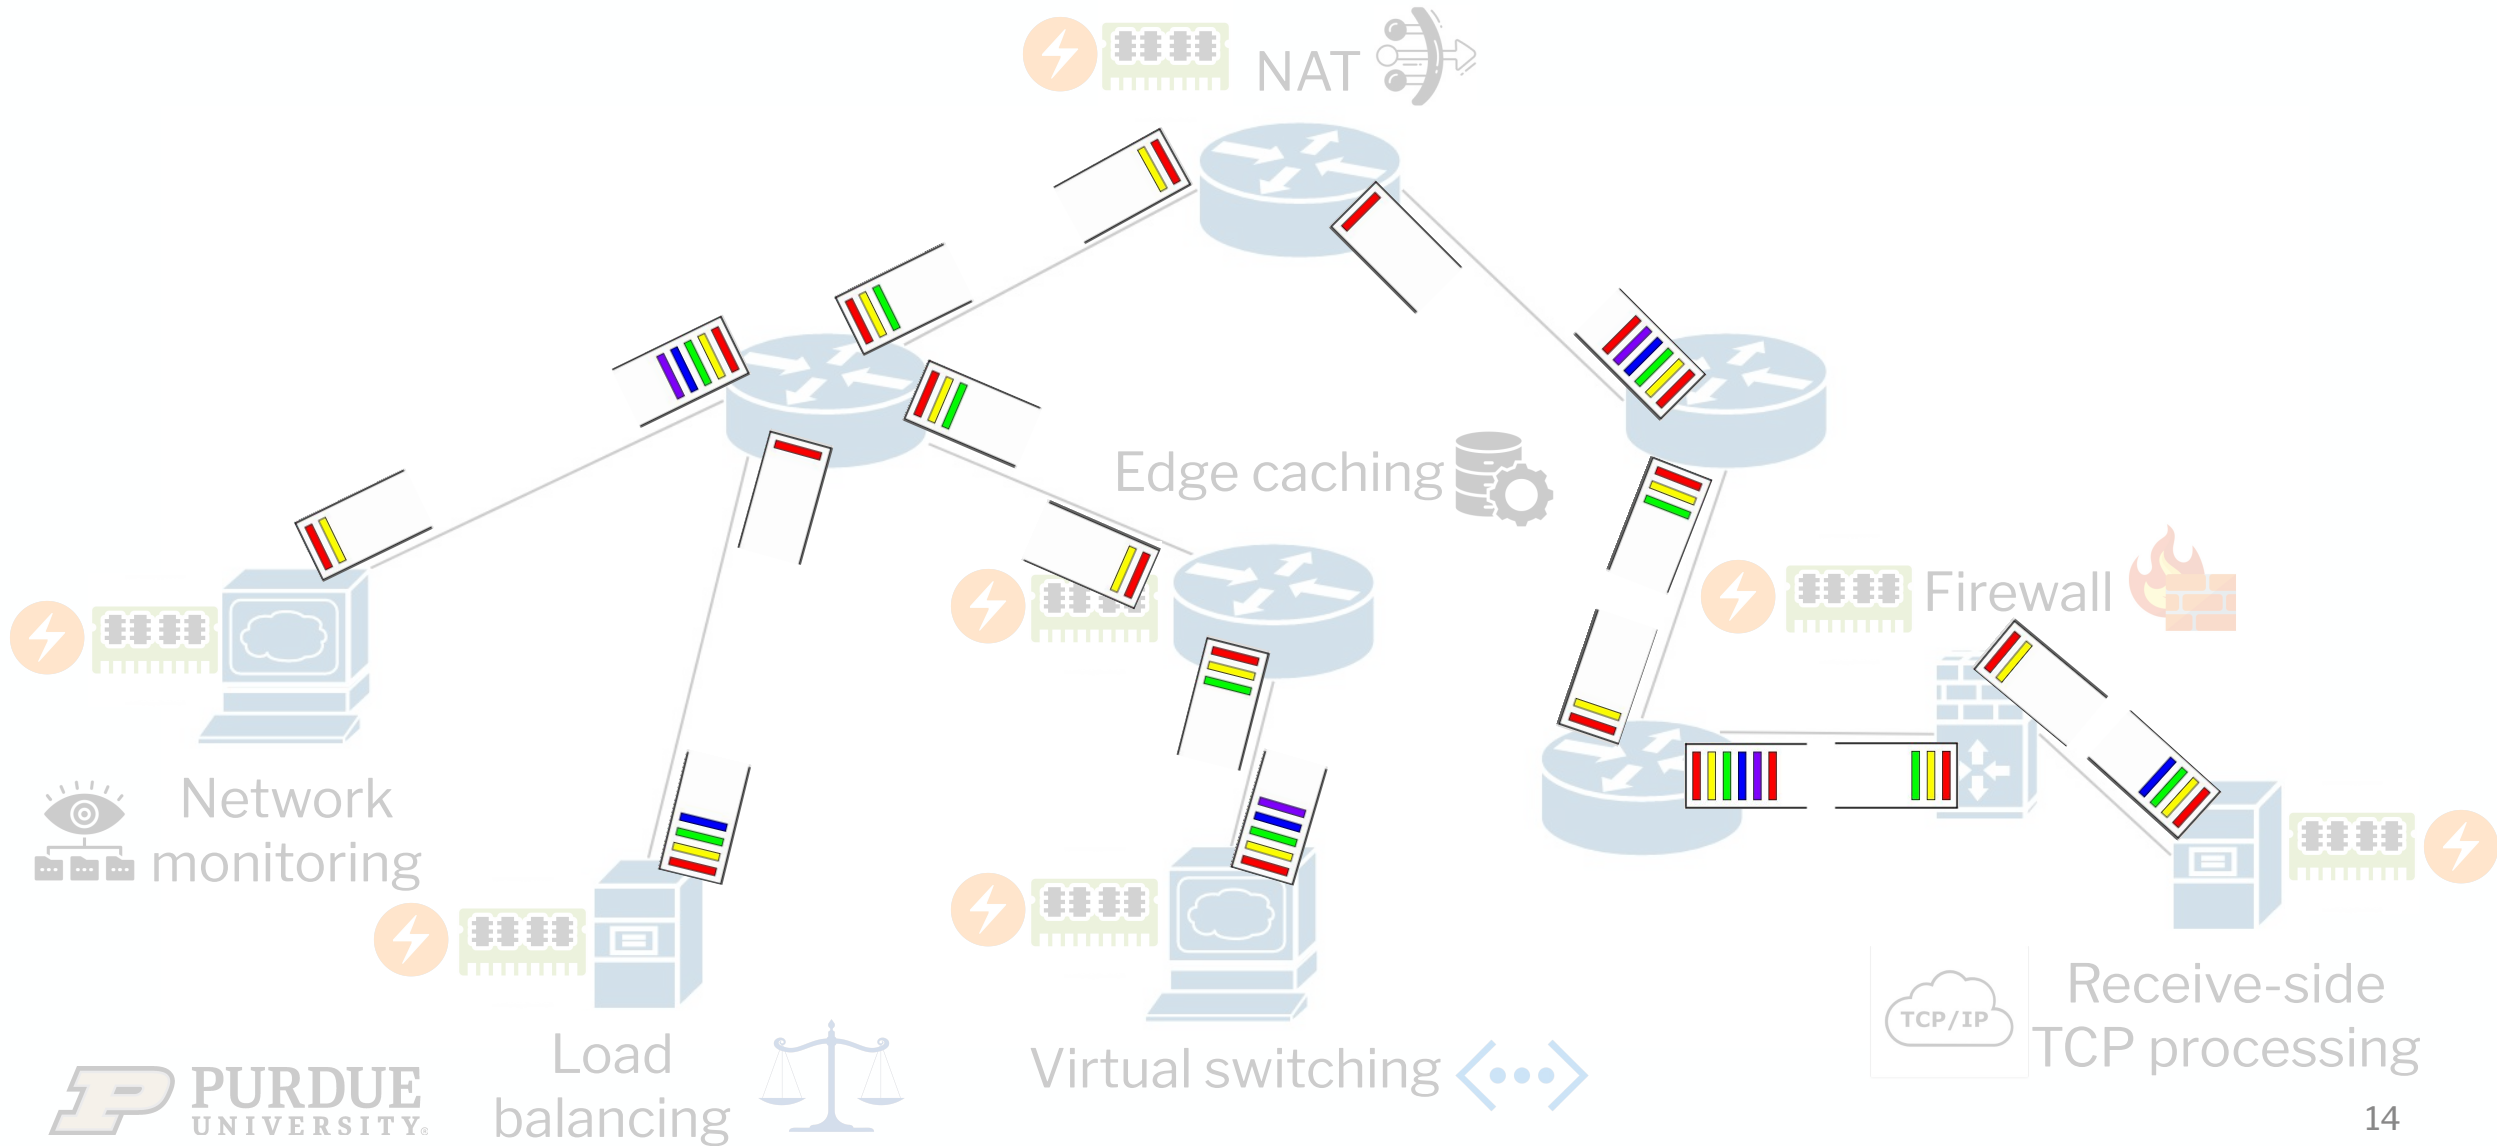 NAT
Edge caching
Firewall
Network
monitoring
Load
balancing
Virtual switching
TCP/IP
Receive-side
TCP processing
PURDUE
UNIVERSITY®
14